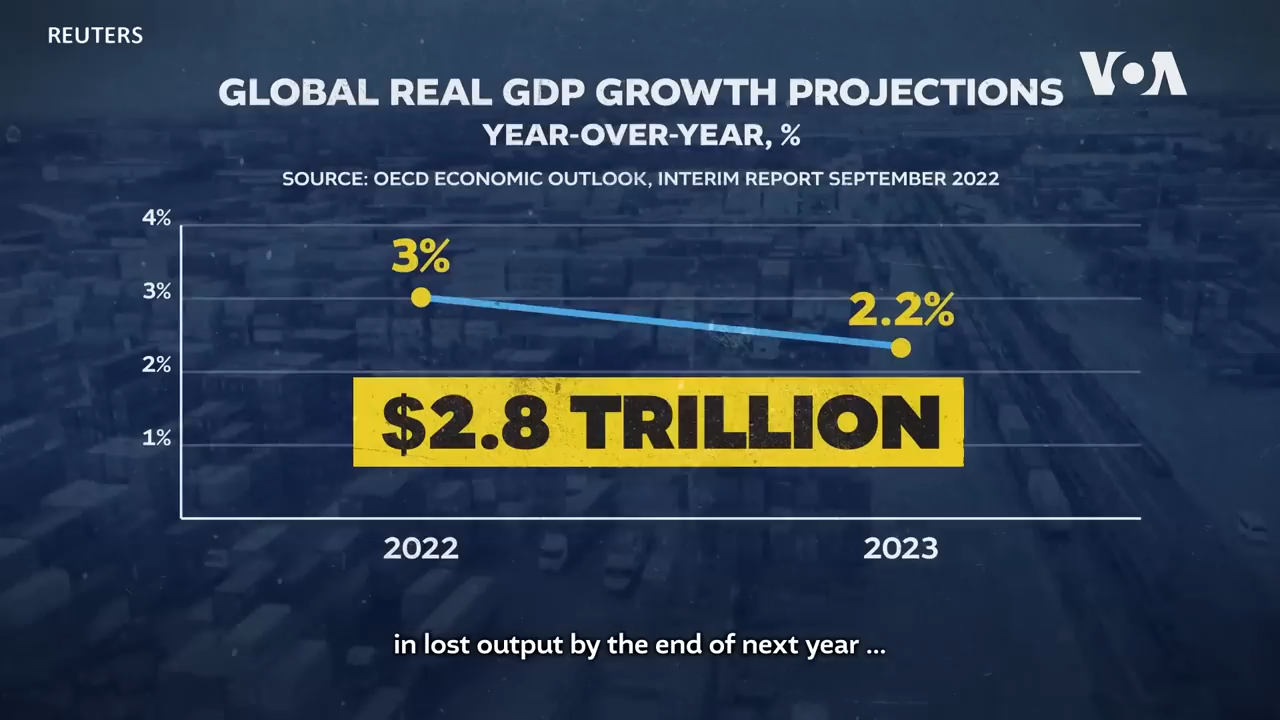 REUTERS
VOA
GLOBAL REAL GDP GROWTH PROJECTIONS
YEAR-OVER-YEAR, %
SOURCE: OECD ECONOMIC OUTLOOK, INTERIM REPORT SEPTEMBER 2022
4%
3%
3%
2.2%
2%
$2.8 TRILLION
1%
2022
2023
in lost output by the end of next year ...